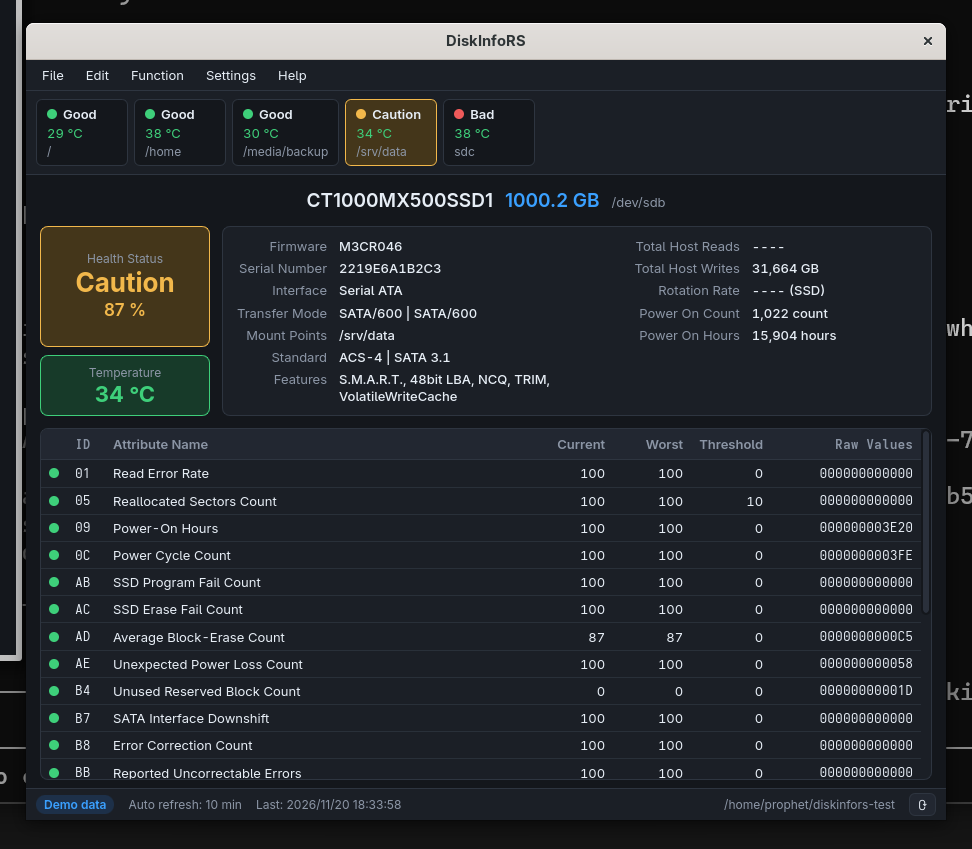 DiskInfoRS ×
File Edit Function Settings Help
Good Good Good Caution Bad
29 °C 38 °C 30 °C 34 °C 38 °C
/ /home /media/backup /srv/data sdc
CT1000MX500SSD1 1000.2 GB /dev/sdb
Health Status
Caution
87 %
Temperature
34 °C
Firmware M3CR046
Serial Number 2219E6A1B2C3
Interface Serial ATA
Transfer Mode SATA/600 | SATA/600
Mount Points /srv/data
Standard ACS-4 | SATA 3.1
Features S.M.A.R.T., 48bit LBA, NCQ, TRIM,
VolatileWriteCache
Total Host Reads ----
Total Host Writes 31,664 GB
Rotation Rate ---- (SSD)
Power On Count 1,022 count
Power On Hours 15,904 hours
ID Attribute Name Current Worst Threshold Raw Values
01 Read Error Rate 100 100 0 000000000000
05 Reallocated Sectors Count 100 100 10 000000000000
09 Power-On Hours 100 100 0 000000003E20
0C Power Cycle Count 100 100 0 0000000003FE
AB SSD Program Fail Count 100 100 0 000000000000
AC SSD Erase Fail Count 100 100 0 000000000000
AD Average Block-Erase Count 87 87 0 0000000000C5
AE Unexpected Power Loss Count 100 100 0 000000000058
B4 Unused Reserved Block Count 0 0 0 00000000001D
B7 SATA Interface Downshift 100 100 0 000000000000
B8 Error Correction Count 100 100 0 000000000000
BB Reported Uncorrectable Errors 100 100 0 000000000000
Demo data Auto refresh: 10 min Last: 2026/11/20 18:33:58 /home/prophet/diskinfors-test
ri
wh
-7
b5
ki